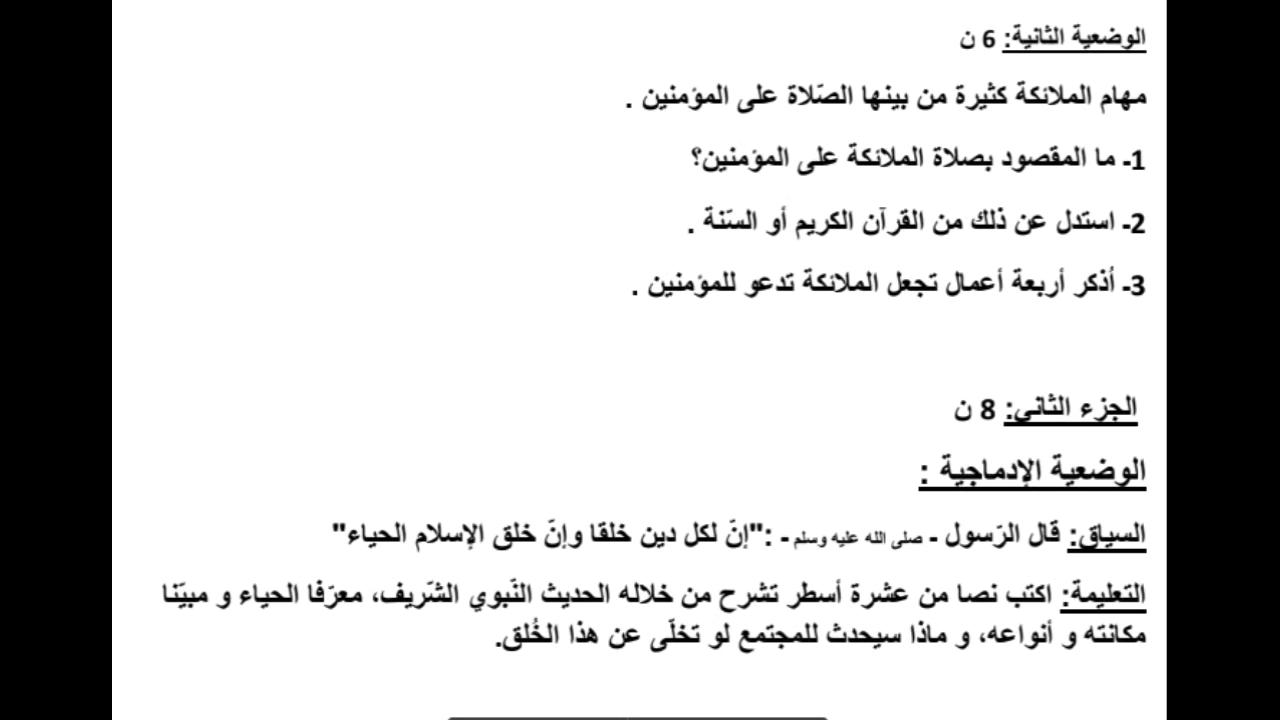 الوضعية الثانية: 6 ن
مهام الملائكة كثيرة من بينها الصّلاة على المؤمنين .
1- ما المقصود بصلاة الملائكة على المؤمنين؟
2- استدل عن ذلك من القرآن الكريم أو السّنة .
3- أذكر أربعة أعمال تجعل الملائكة تدعو للمؤمنين .
الجزء الثاني: 8 ن
الوضعية الإدماجية :
السياق: قال الرّسول - صلى الله عليه وسلم - :"إنّ لكل دين خلقا وإنّ خلق الإسلام الحياء"
التعليمة: اكتب نصا من عشرة أسطر تشرح من خلاله الحديث النّبوي الشّريف، معرّفا الحياء و مبيّنا
مكانته و أنواعه، و ماذا سيحدث للمجتمع لو تخلّى عن هذا الخُلق.